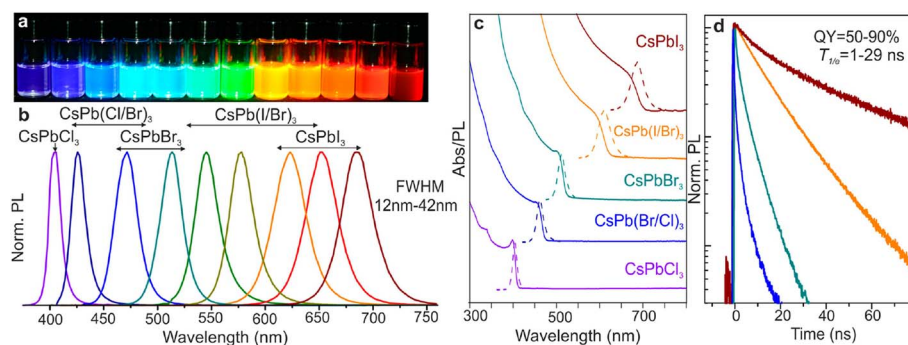 a
b
CsPb(Cl/Br)₃
CsPb(I/Br)₃
CsPbCl₃
CsPbBr₃
CsPbI₃
FWHM
12nm-42nm
Norm. PL
400 450 500 550 600 650 700 750
Wavelength (nm)
c
CsPbI₃
CsPb(I/Br)₃
CsPbBr₃
CsPb(Br/Cl)₃
CsPbCl₃
Abs/PL
300 400 500 600 700
Wavelength (nm)
d
QY=50-90%
T₁/ₑ=1-29 ns
Norm. PL
0 20 40 60
Time (ns)